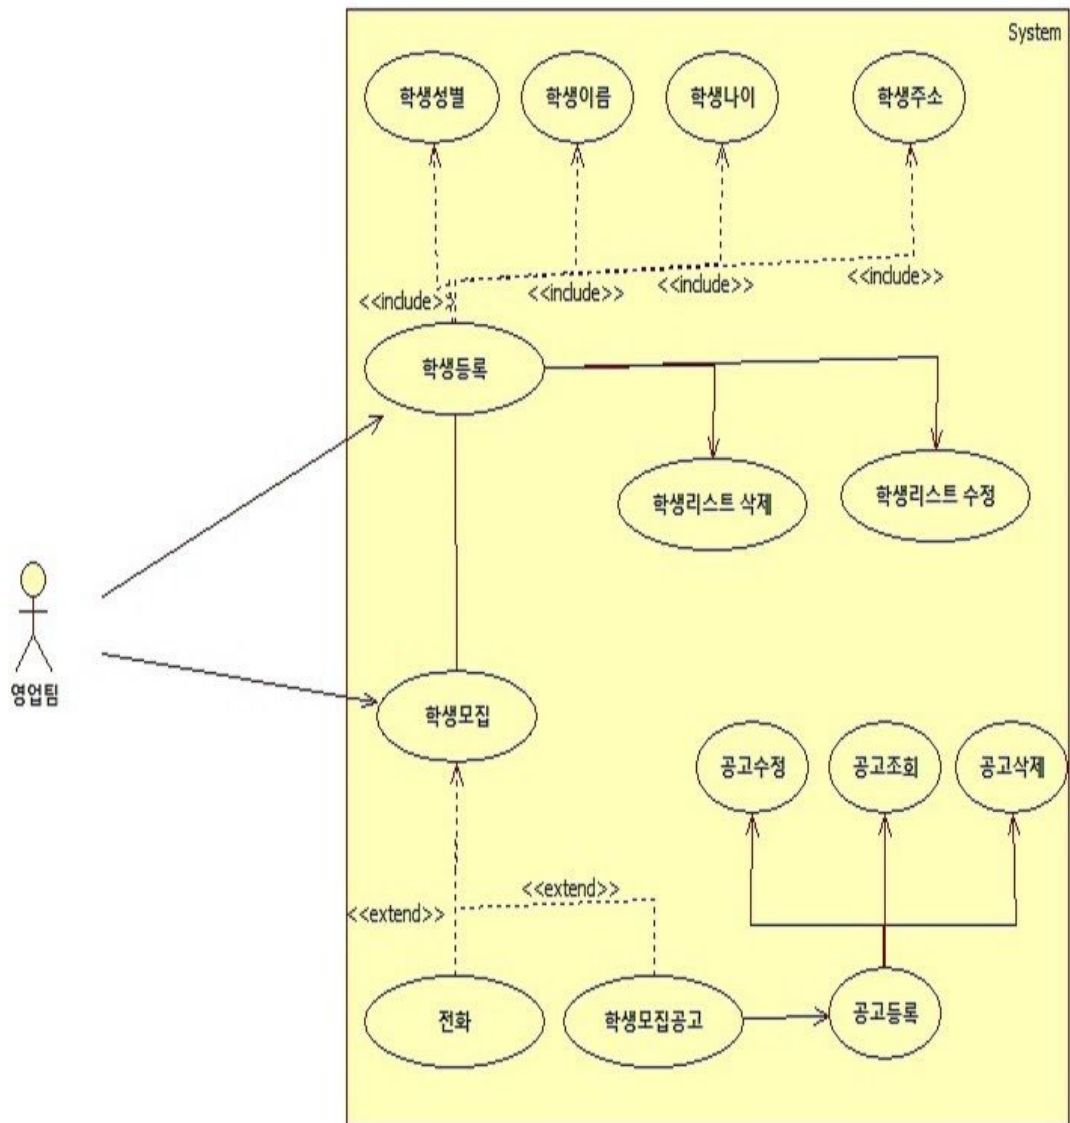 System
학생성별
학생이름
학생나이
학생주소
<<include>>
<<include>>
<<include>>
<<include>>
학생등록
학생리스트 삭제
학생리스트 수정
영업팀
학생모집
공고수정
공고조회
공고삭제
<<extend>>
<<extend>>
전화
학생모집공고
공고등록